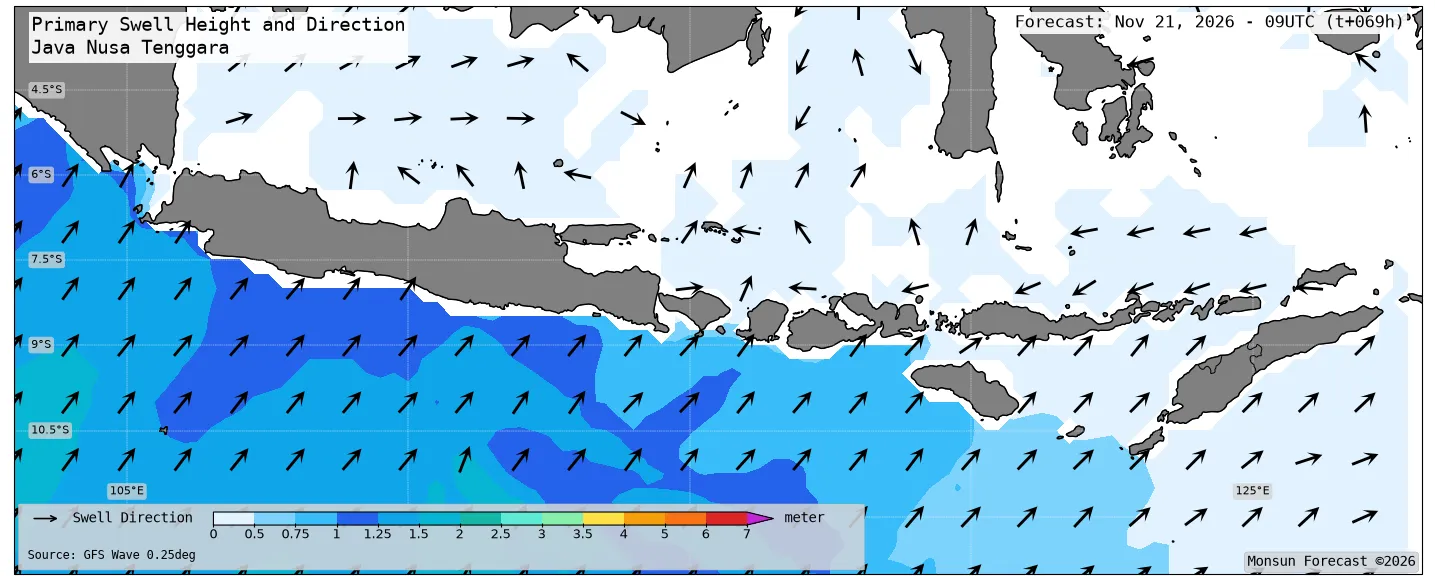 Primary Swell Height and Direction
Java Nusa Tenggara
Forecast: Nov 21, 2026 - 09UTC (t+069h)
4.5°S
6°S
7.5°S
9°S
10.5°S
105°E
125°E
Swell Direction
0 0.5 0.75 1 1.25 1.5 2 2.5 3 3.5 4 5 6 7
meter
Source: GFS Wave 0.25deg
Monsun Forecast ©2026